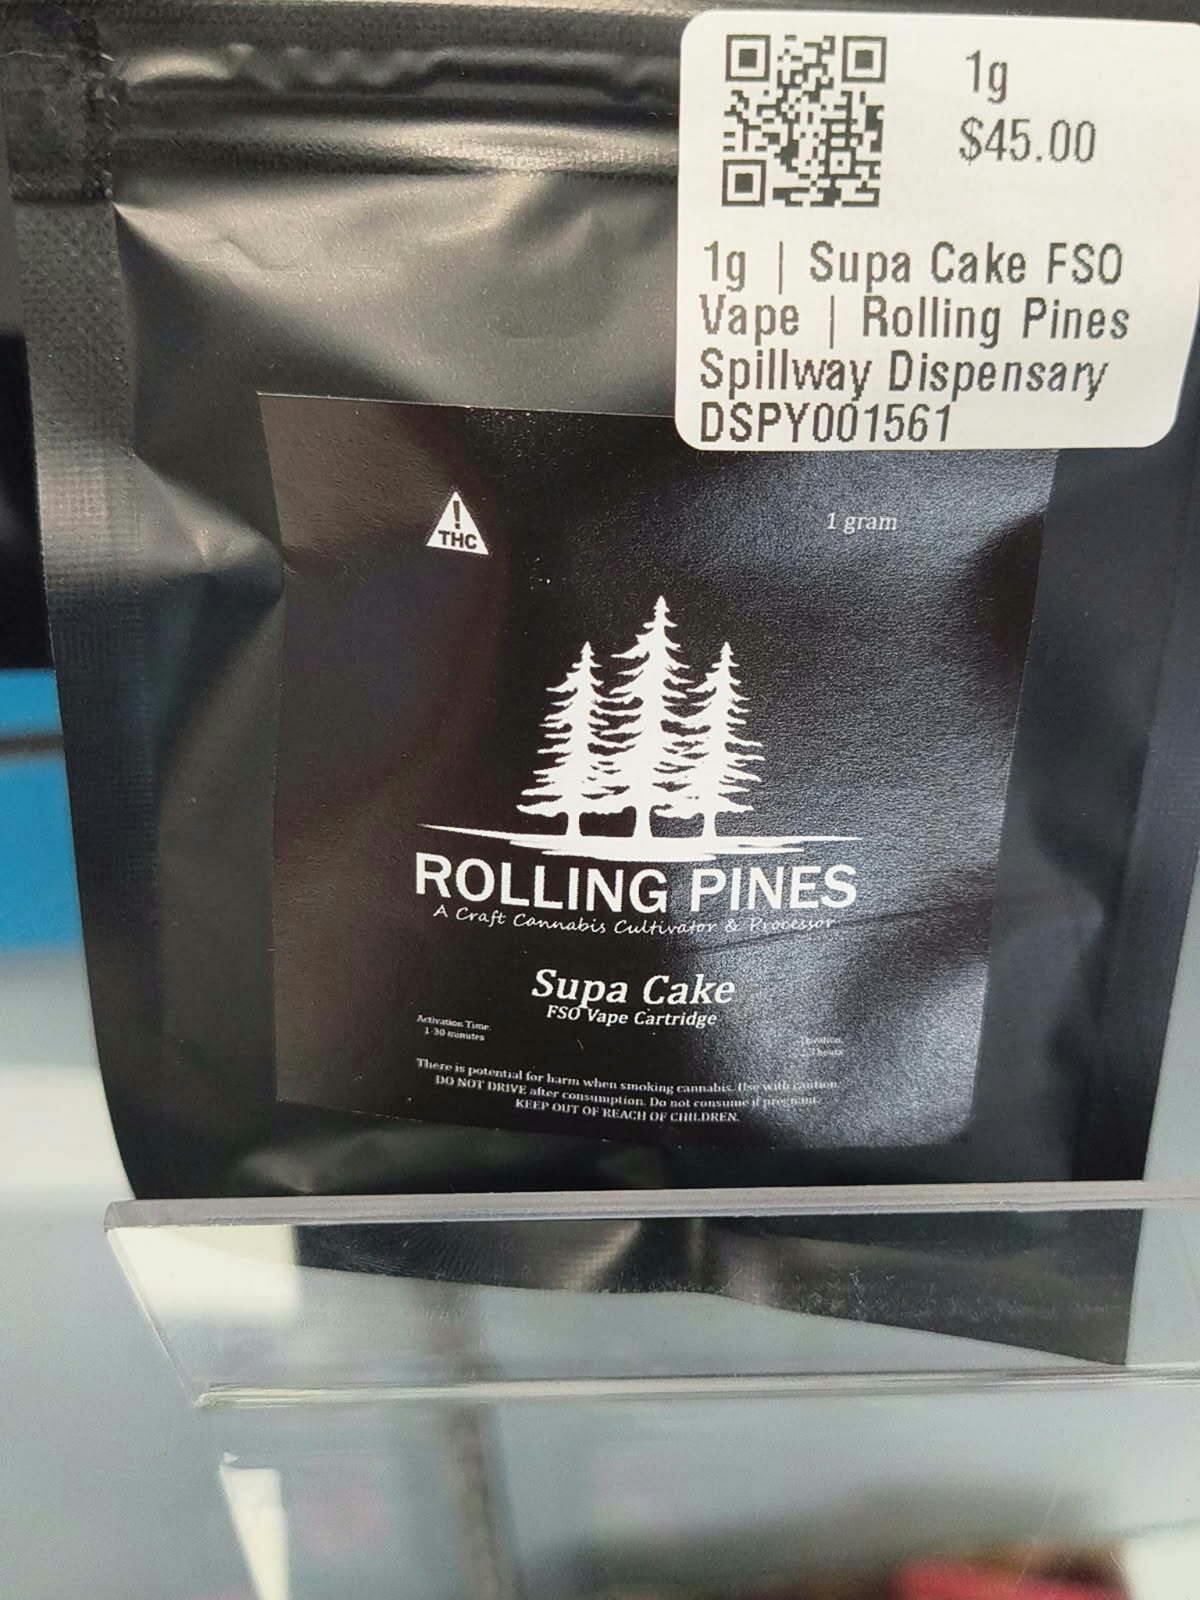 1g
$45.00
1g | Supa Cake FSO
Vape | Rolling Pines
Spillway Dispensary
DSPY001561
!
THC
1 gram
ROLLING PINES
A Craft Cannabis Cultivator & Processor
Supa Cake
FSO Vape Cartridge
Activation Time
1-30 minutes
Duration
hours
There is potential for harm when smoking cannabis. Use with caution.
DO NOT DRIVE after consumption. Do not consume if pregnant.
KEEP OUT OF REACH OF CHILDREN.